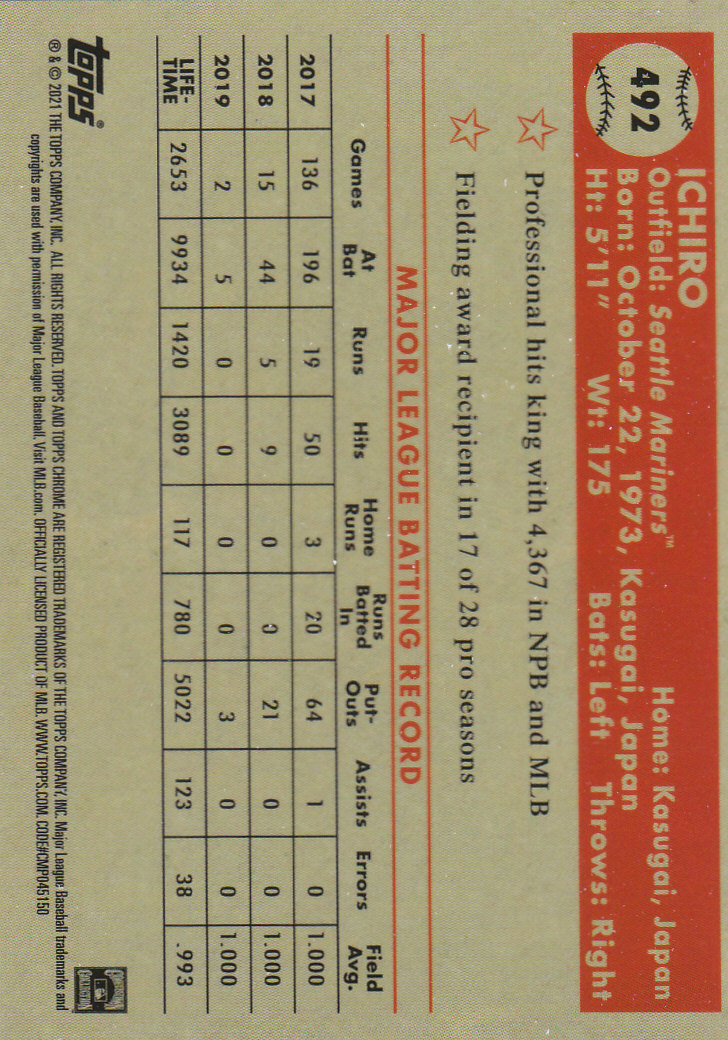 492
ICHIRO
Outfield: Seattle Mariners™ Home: Kasugai, Japan
Born: October 22, 1973, Kasugai, Japan
Ht: 5'11" Wt: 175 Bats: Left Throws: Right
Professional hits king with 4,367 in NPB and MLB
Fielding award recipient in 17 of 28 pro seasons
MAJOR LEAGUE BATTING RECORD
Games At Bat Runs Hits Home Runs Runs Batted In Put-Outs Assists Errors Field Avg.
2017 136 196 19 50 3 20 64 1 0 1.000
2018 15 44 5 9 0 0 21 0 0 1.000
2019 2 5 0 0 0 0 3 0 0 1.000
LIFE-TIME 2653 9934 1420 3089 117 780 5022 123 38 .993
Topps®
® & © 2021 THE TOPPS COMPANY, INC. ALL RIGHTS RESERVED. TOPPS AND TOPPS CHROME ARE REGISTERED TRADEMARKS OF THE TOPPS COMPANY, INC. Major League Baseball trademarks and
copyrights are used with permission of Major League Baseball. Visit MLB.com. OFFICIALLY LICENSED PRODUCT OF MLB. WWW.TOPPS.COM. CODE#CMP045150